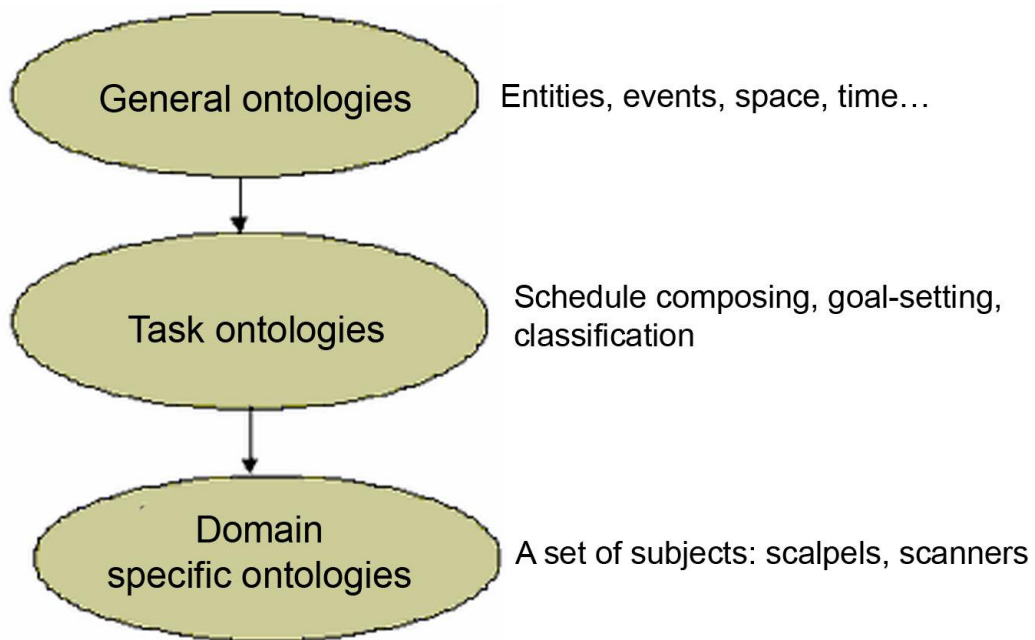 General ontologies
Entities, events, space, time…
Task ontologies
Schedule composing, goal-setting,
classification
Domain
specific ontologies
A set of subjects: scalpels, scanners